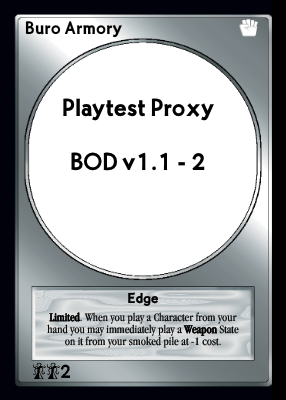 Buro Armory
Playtest Proxy
BOD v1.1 - 2
Edge
Limited. When you play a Character from your
hand you may immediately play a Weapon State
on it from your smoked pile at -1 cost.
2